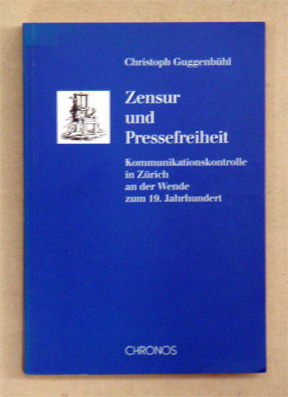 Christoph Guggenbühl
Zensur
und
Pressefreiheit
Kommunikationskontrolle
in Zürich
an der Wende
zum 19. Jahrhundert
CHRONOS